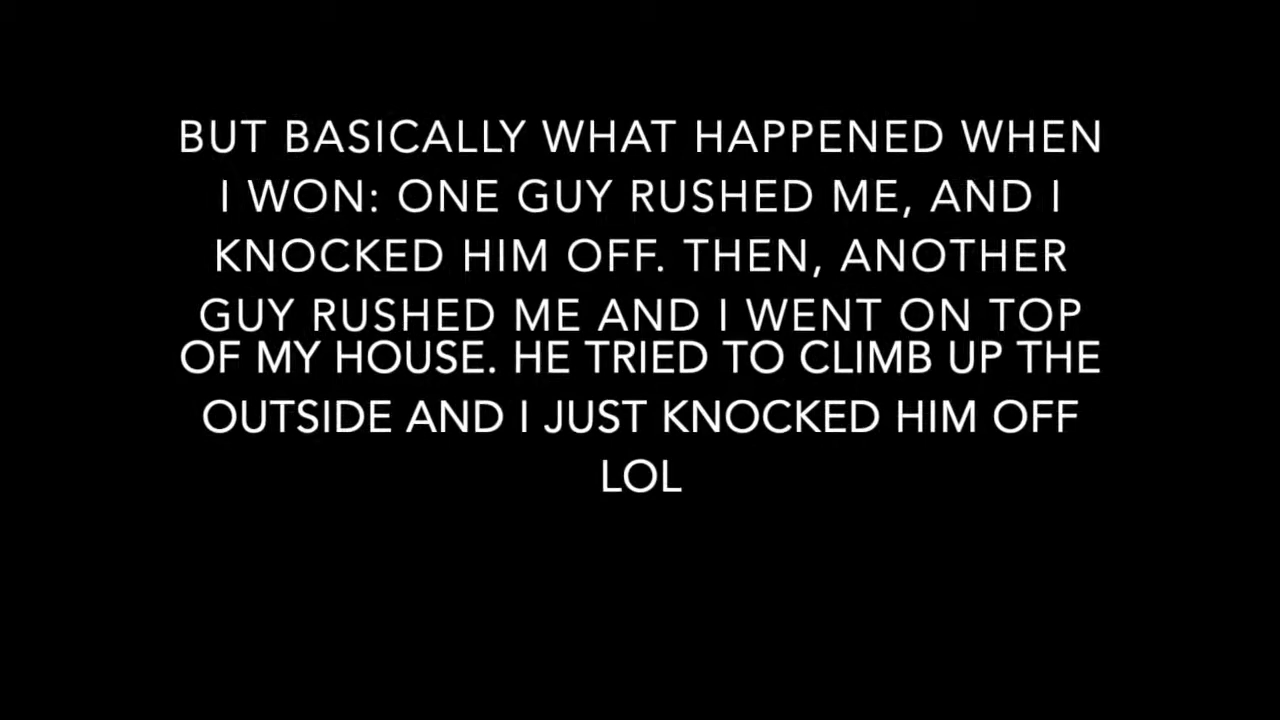 BUT BASICALLY WHAT HAPPENED WHEN
I WON: ONE GUY RUSHED ME, AND I
KNOCKED HIM OFF. THEN, ANOTHER
GUY RUSHED ME AND I WENT ON TOP
OF MY HOUSE. HE TRIED TO CLIMB UP THE
OUTSIDE AND I JUST KNOCKED HIM OFF
LOL